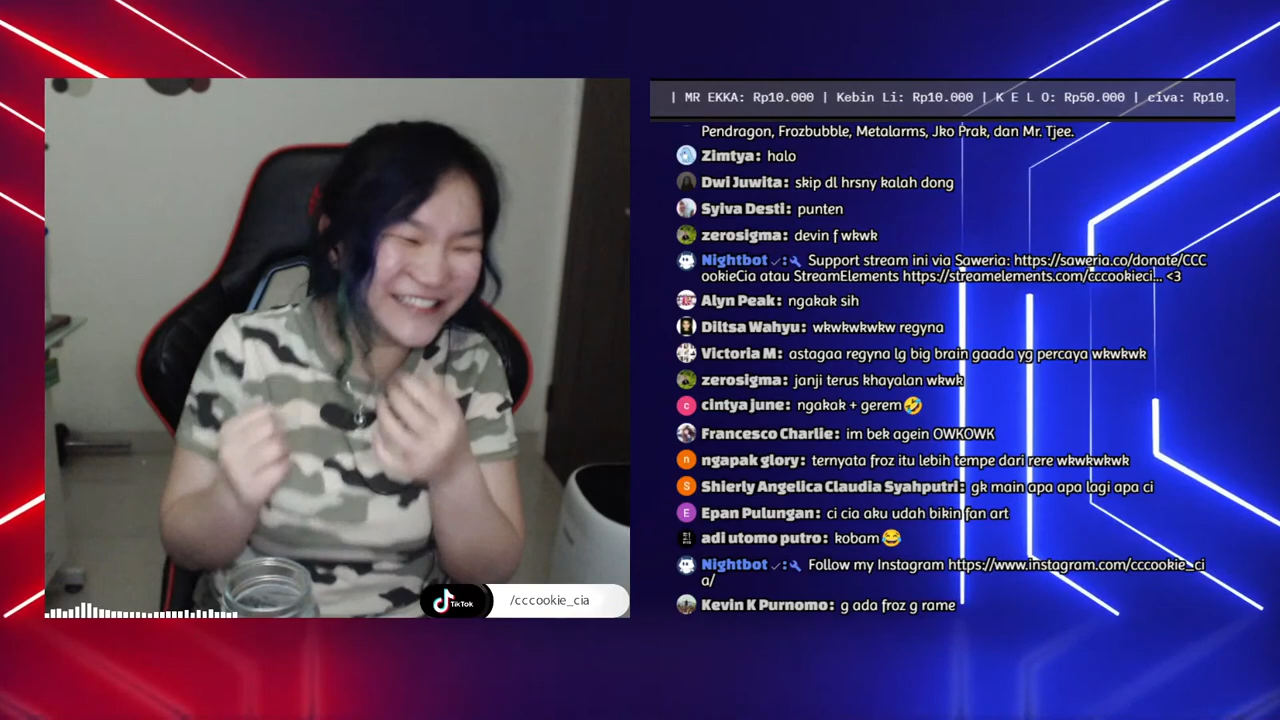 | MR EKKA: Rp10.000 | Kebin Li: Rp10.000 | K E L O: Rp50.000 | civa: Rp10.
Pendragon, Frozbubble, Metalarms, Jko Prak, dan Mr. Tjee.
Zimtya: halo
Dwi Juwita: skip dl hrsny kalah dong
Syiva Desti: punten
zerosigma: devin f wkwk
Nightbot: Support stream ini via Saweria: https://saweria.co/donate/CCC
ookieCia atau StreamElements https://streamelements.com/cccookieci... <3
Alyn Peak: ngakak sih
Diltsa Wahyu: wkwkwkwkw regyna
Victoria M: astagaa regyna lg big brain gaada yg percaya wkwkwk
zerosigma: janji terus khayalan wkwk
cintya june: ngakak + gerem🤣
Francesco Charlie: im bek agein OWKOWK
ngapak glory: ternyata froz itu lebih tempe dari rere wkwkwkwk
Shierly Angelica Claudia Syahputri: gk main apa apa lagi apa ci
Epan Pulungan: ci cia aku udah bikin fan art
adi utomo putro: kobam😂
Nightbot: Follow my Instagram https://www.instagram.com/cccookie_ci
a/
Kevin K Purnomo: g ada froz g rame
TikTok /cccookie_cia